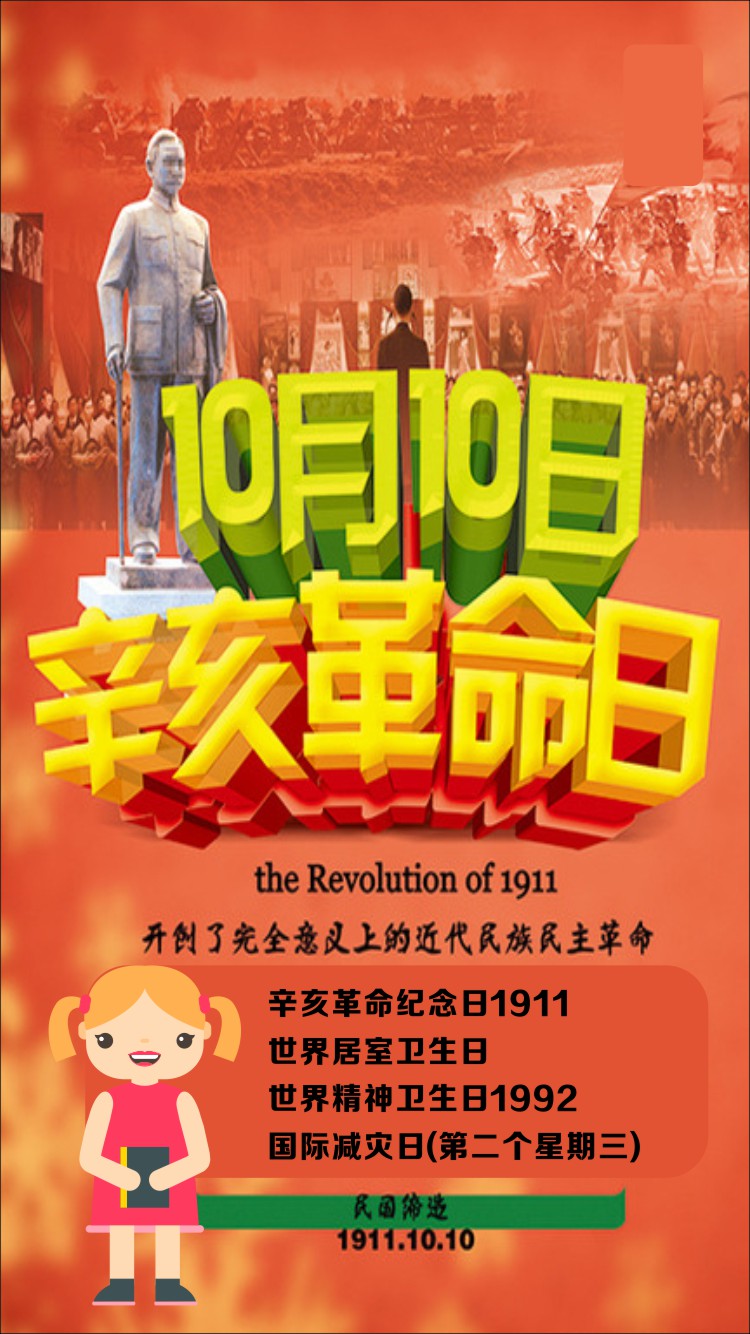 10月10日
辛亥革命日
the Revolution of 1911
开创了完全意义上的近代民族民主革命
辛亥革命纪念日1911
世界居室卫生日
世界精神卫生日1992
国际减灾日(第二个星期三)
民国缔造
1911.10.10